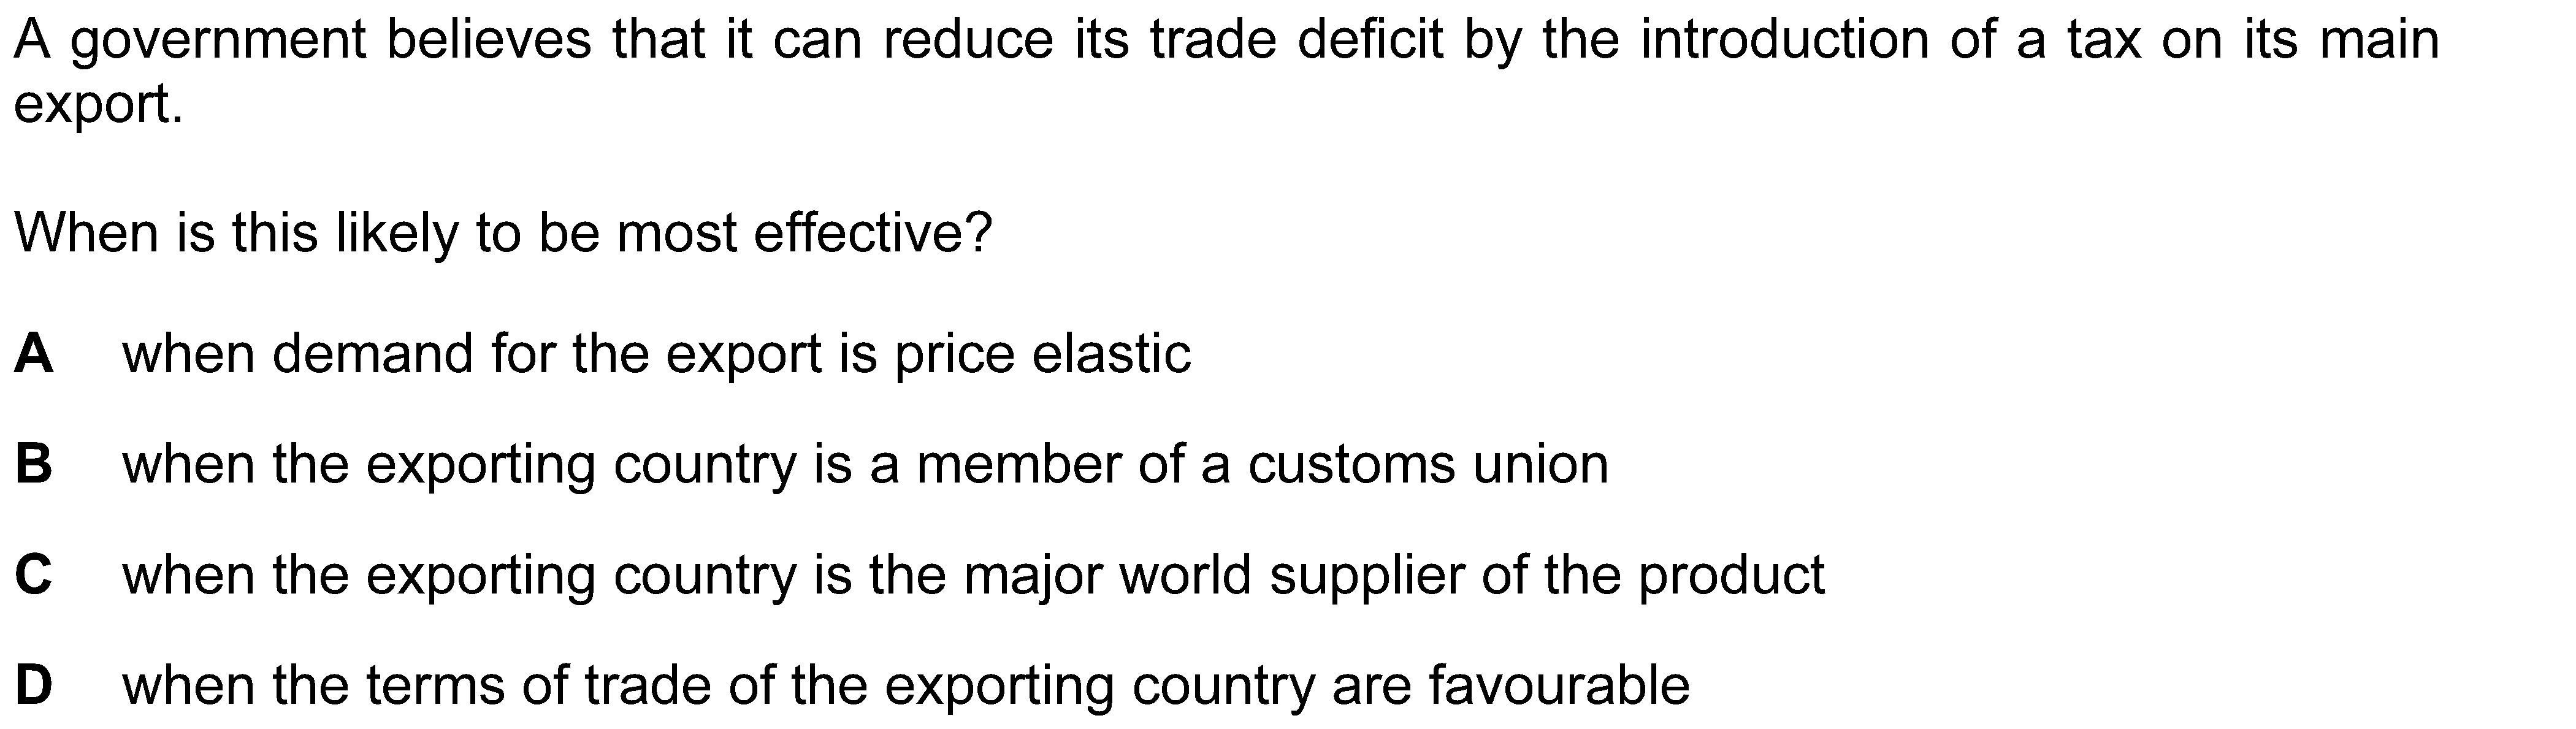 A government believes that it can reduce its trade deficit by the introduction of a tax on its main
export.
When is this likely to be most effective?
A when demand for the export is price elastic
B when the exporting country is a member of a customs union
C when the exporting country is the major world supplier of the product
D when the terms of trade of the exporting country are favourable